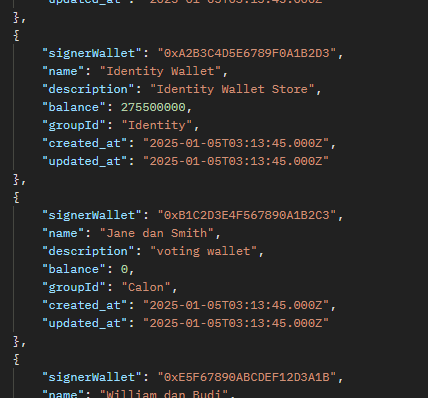 "updated_at": "2025-01-05T03:13:45.000Z"
},
{
"signerWallet": "0xA2B3C4D5E6789F0A1B2D3",
"name": "Identity Wallet",
"description": "Identity Wallet Store",
"balance": 275500000,
"groupId": "Identity",
"created_at": "2025-01-05T03:13:45.000Z",
"updated_at": "2025-01-05T03:13:45.000Z"
},
{
"signerWallet": "0xB1C2D3E4F567890A1B2C3",
"name": "Jane dan Smith",
"description": "voting wallet",
"balance": 0,
"groupId": "Calon",
"created_at": "2025-01-05T03:13:45.000Z",
"updated_at": "2025-01-05T03:13:45.000Z"
},
{
"signerWallet": "0xE5F67890ABCDEF12D3A1B",
"name": "William dan Budi",